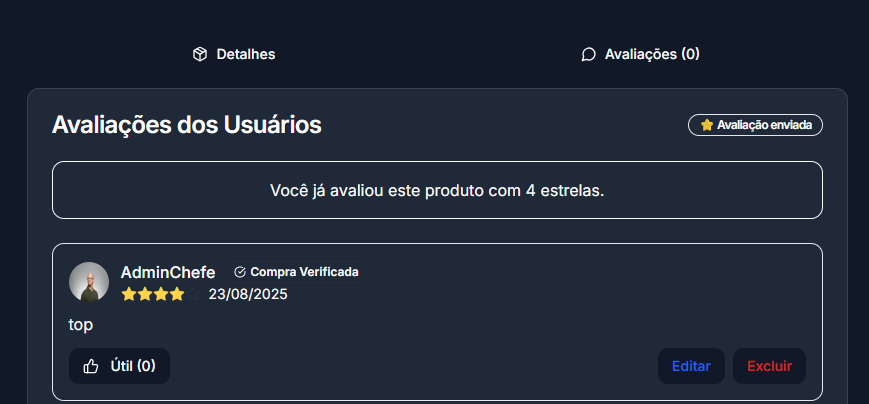 Detalhes
Avaliações (0)
Avaliações dos Usuários
Avaliação enviada
Você já avaliou este produto com 4 estrelas.
AdminChefe
Compra Verificada
23/08/2025
top
Útil (0)
Editar
Excluir